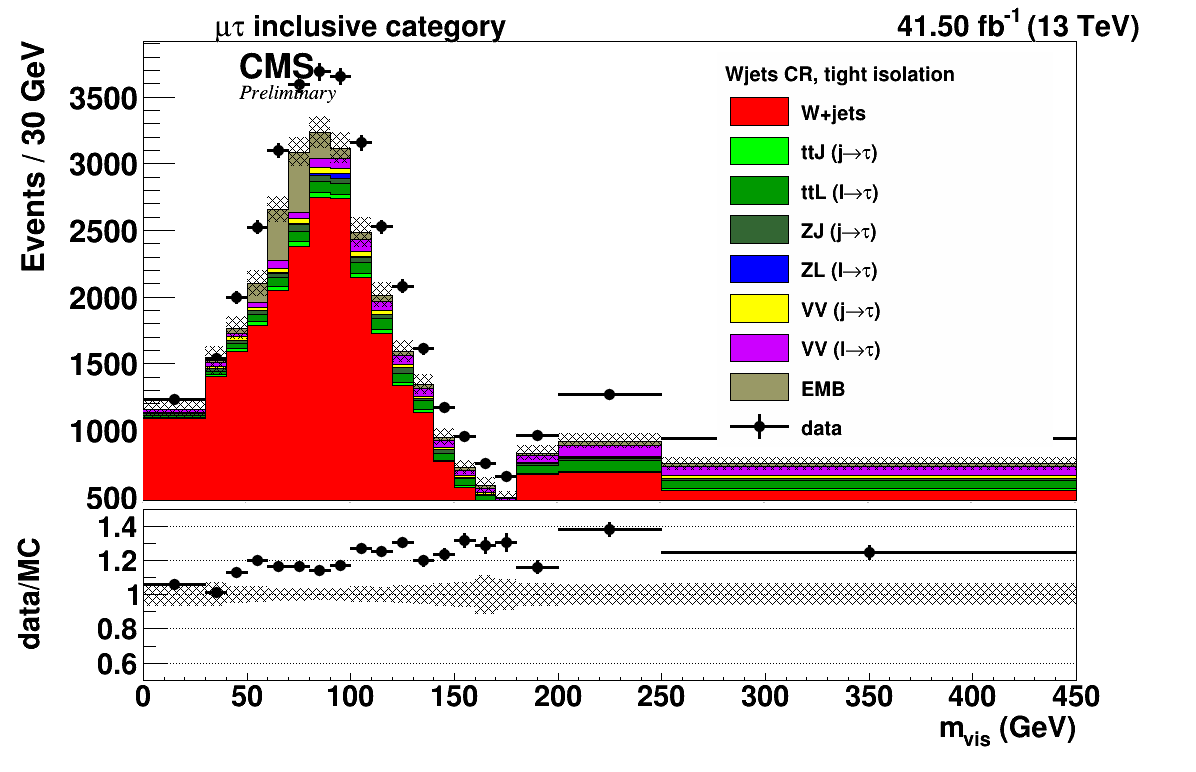 μτ inclusive category
41.50 fb-1 (13 TeV)
CMS
Preliminary
Events / 30 GeV
3500
3000
2500
2000
1500
1000
500
Wjets CR, tight isolation
W+jets
ttJ (j→τ)
ttL (l→τ)
ZJ (j→τ)
ZL (l→τ)
VV (j→τ)
VV (l→τ)
EMB
data
data/MC
1.4
1.2
1
0.8
0.6
0 50 100 150 200 250 300 350 400 450
mvis (GeV)